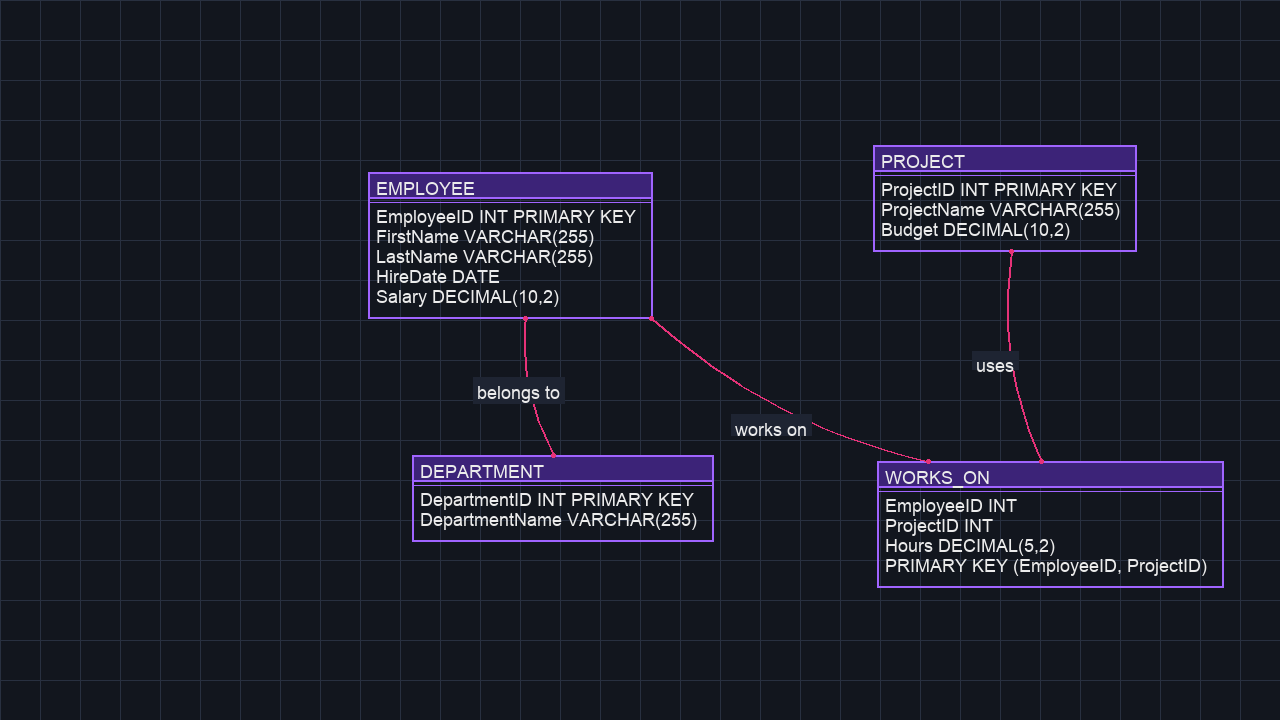 EMPLOYEE
EmployeeID INT PRIMARY KEY
FirstName VARCHAR(255)
LastName VARCHAR(255)
HireDate DATE
Salary DECIMAL(10,2)
PROJECT
ProjectID INT PRIMARY KEY
ProjectName VARCHAR(255)
Budget DECIMAL(10,2)
belongs to
works on
uses
DEPARTMENT
DepartmentID INT PRIMARY KEY
DepartmentName VARCHAR(255)
WORKS_ON
EmployeeID INT
ProjectID INT
Hours DECIMAL(5,2)
PRIMARY KEY (EmployeeID, ProjectID)